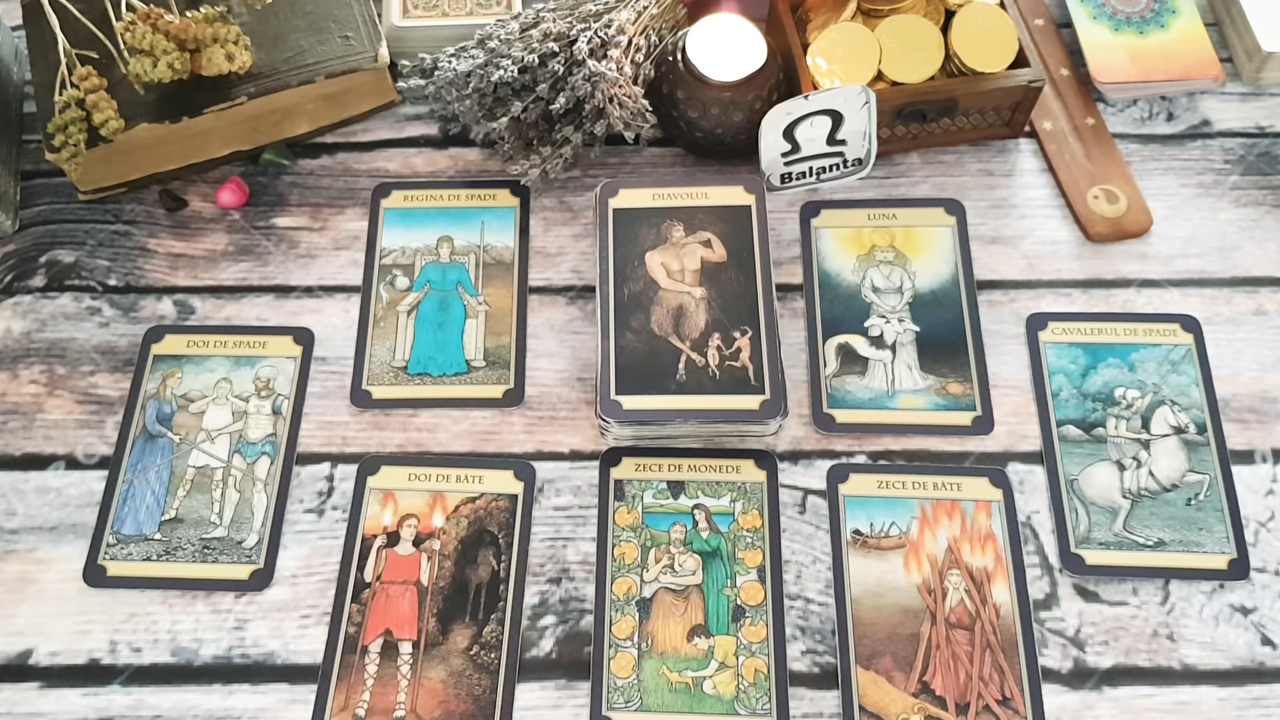 Balanta
REGINA DE SPADE
DIAVOLUL
LUNA
DOI DE SPADE
CAVALERUL DE SPADE
DOI DE BÂTE
ZECE DE MONEDE
ZECE DE BÂTE